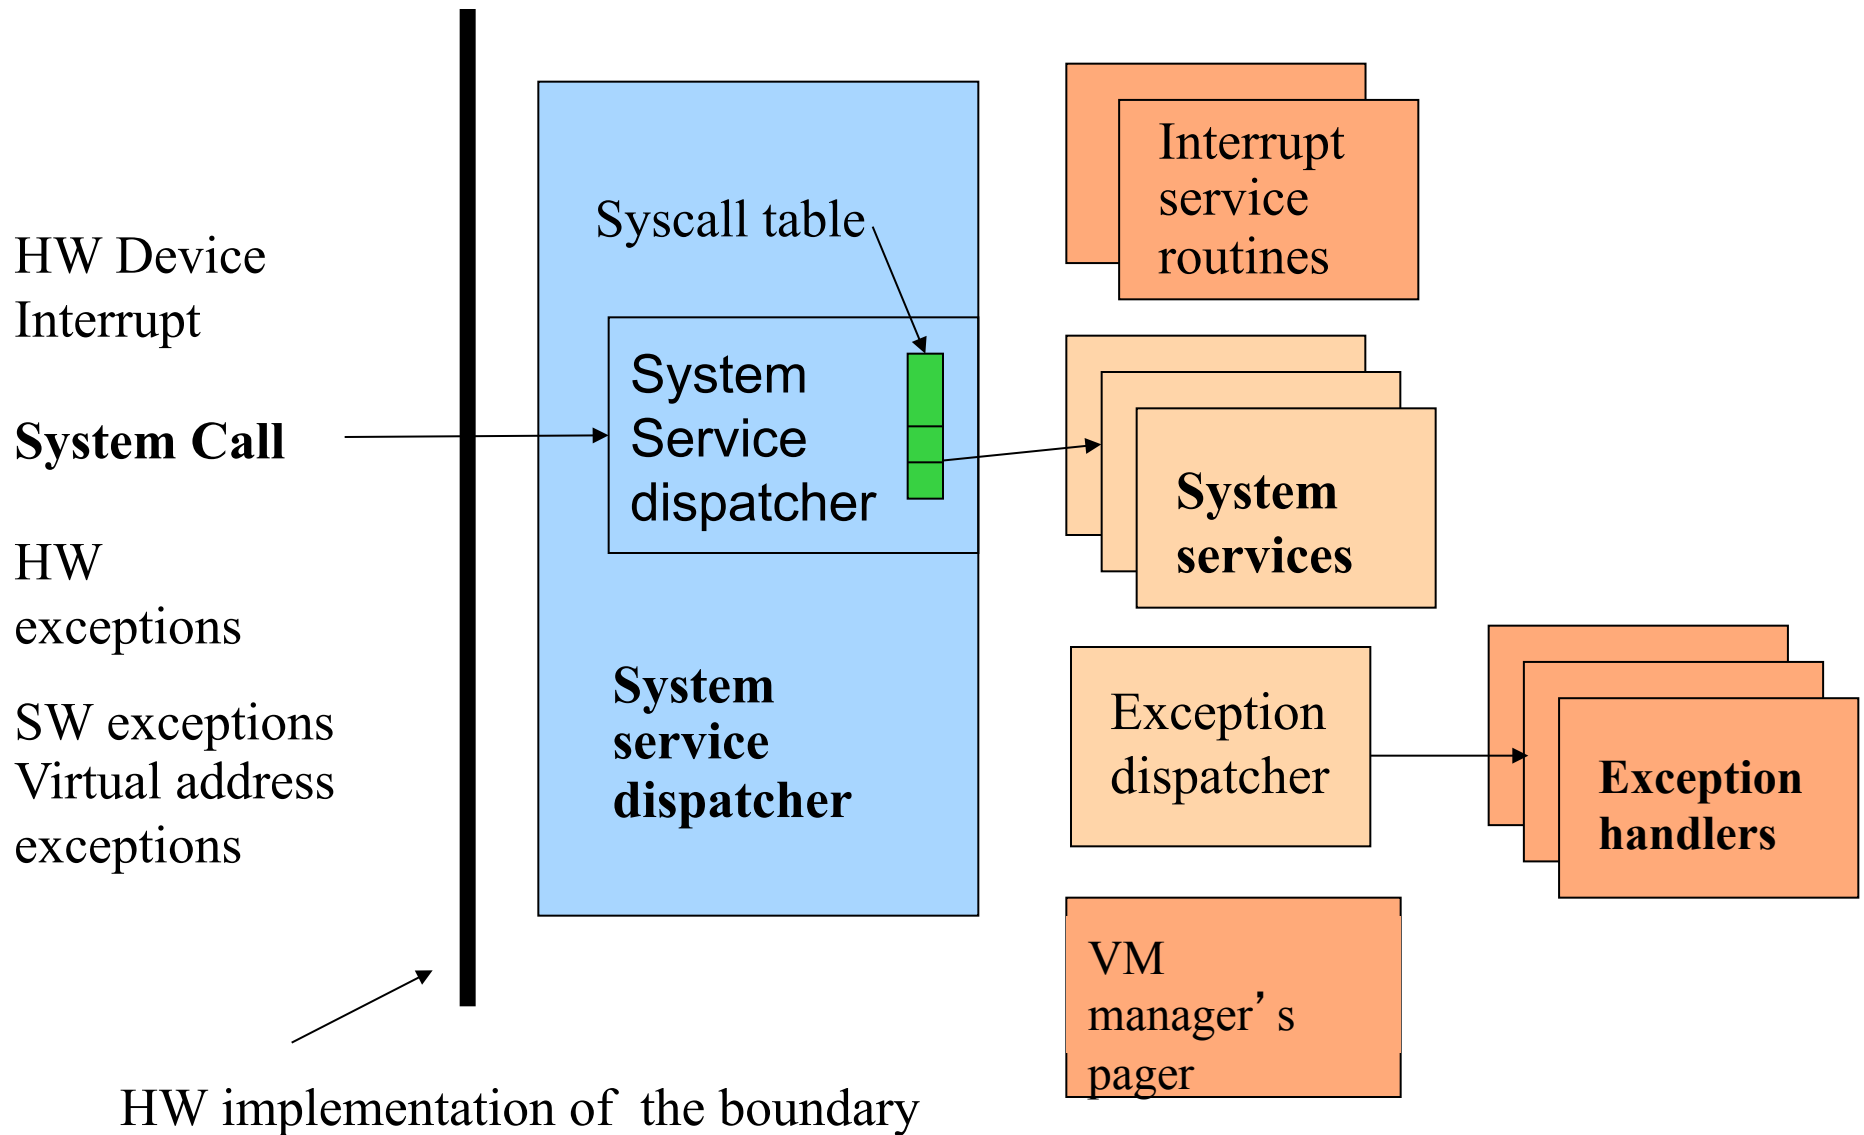 HW Device
Interrupt
System Call
HW
exceptions
SW exceptions
Virtual address
exceptions
HW implementation of  the boundary
Syscall table
System
Service
dispatcher
System
service
dispatcher
Interrupt
service
routines
System
services
Exception
dispatcher
Exception
handlers
VM
manager’s
pager